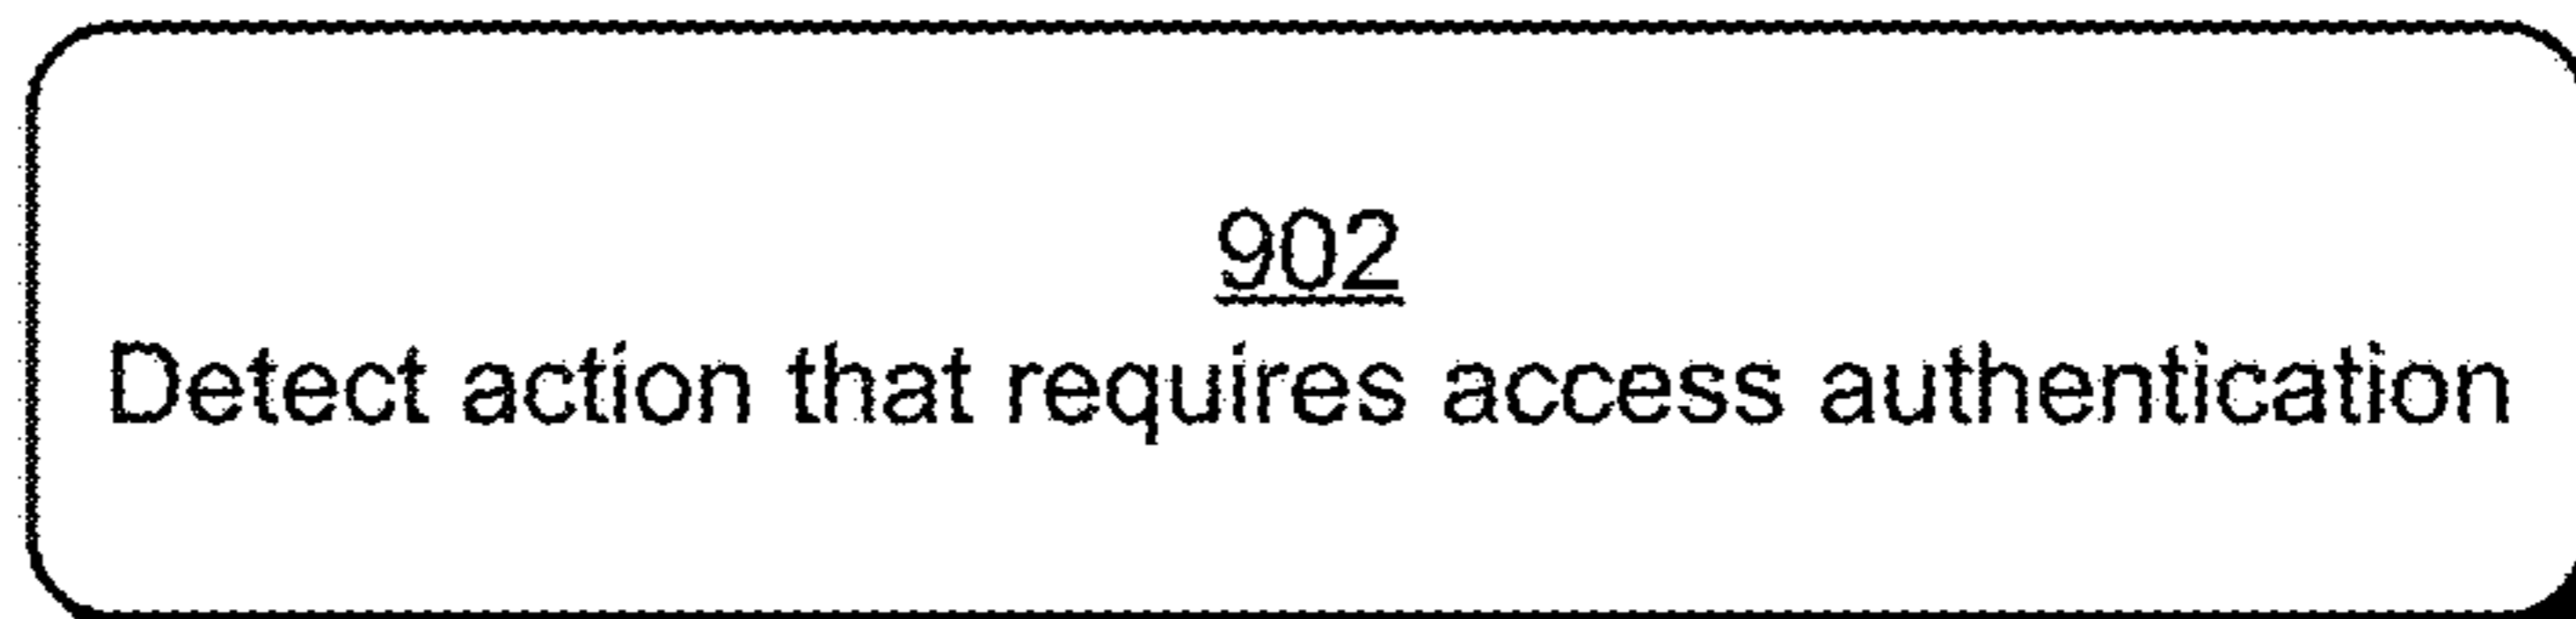 902
Detect action that requires access authentication